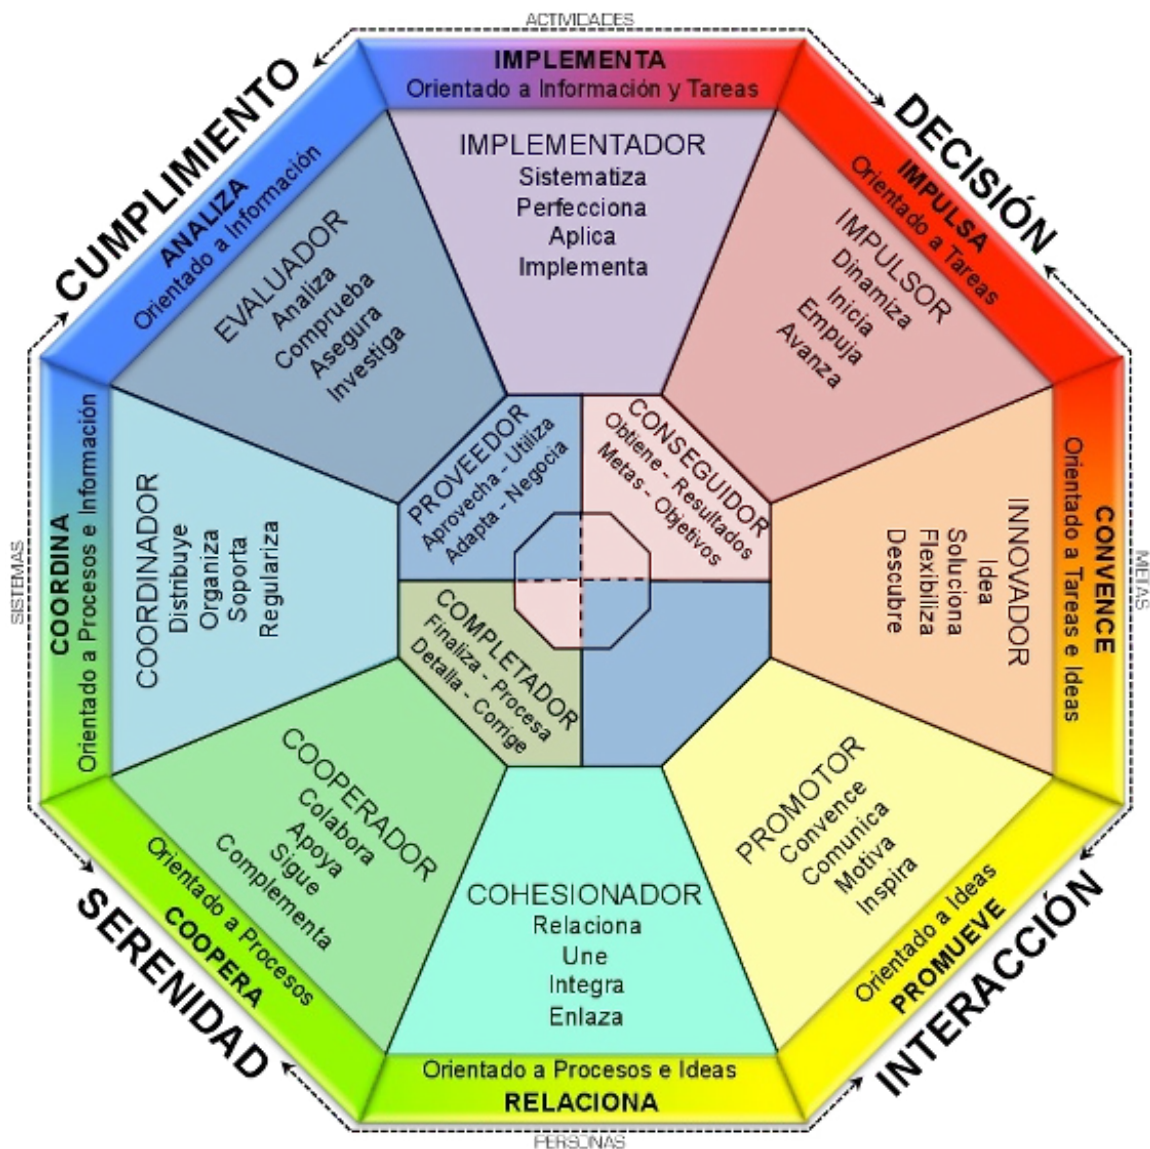 ACTIVIDADES
IMPLEMENTA
Orientado a Información y Tareas
IMPLEMENTADOR
Sistematiza
Perfecciona
Aplica
Implementa
DECISIÓN
IMPULSA
Orientado a Tareas
IMPULSOR
Dinamiza
Inicia
Empuja
Avanza
METAS
CONVENCE
Orientado a Tareas e Ideas
INNOVADOR
Idea
Soluciona
Flexibiliza
Descubre
INTERACCIÓN
PROMUEVE
Orientado a Ideas
PROMOTOR
Convence
Comunica
Motiva
Inspira
COHESIONADOR
Relaciona
Une
Integra
Enlaza
Orientado a Procesos e Ideas
RELACIONA
PERSONAS
SERENIDAD
COOPERA
Orientado a Procesos
COOPERADOR
Colabora
Apoya
Sigue
Complementa
SISTEMAS
COORDINA
Orientado a Procesos e Información
COORDINADOR
Distribuye
Organiza
Soporta
Regulariza
CUMPLIMIENTO
ANALIZA
Orientado a Información
EVALUADOR
Analiza
Comprueba
Asegura
Investiga
PROVEEDOR
Aprovecha - Utiliza
Adapta - Negocia
CONSEGUIDOR
Obtiene - Resultados
Metas - Objetivos
COMPLETADOR
Finaliza - Procesa
Detalla - Corrige